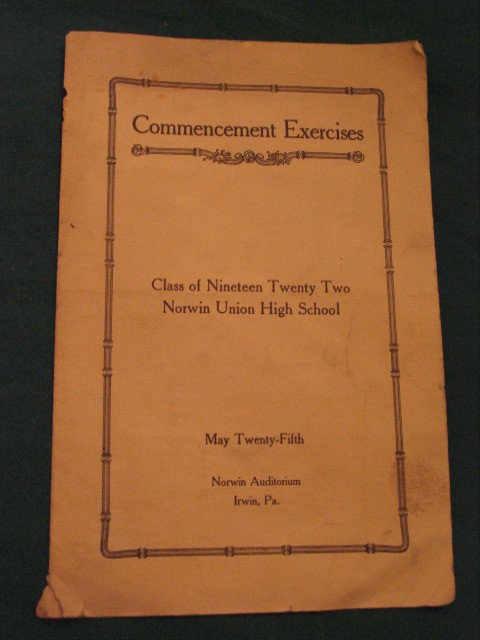 Commencement Exercises
Class of Nineteen Twenty Two
Norwin Union High School
May Twenty-Fifth
Norwin Auditorium
Irwin, Pa.